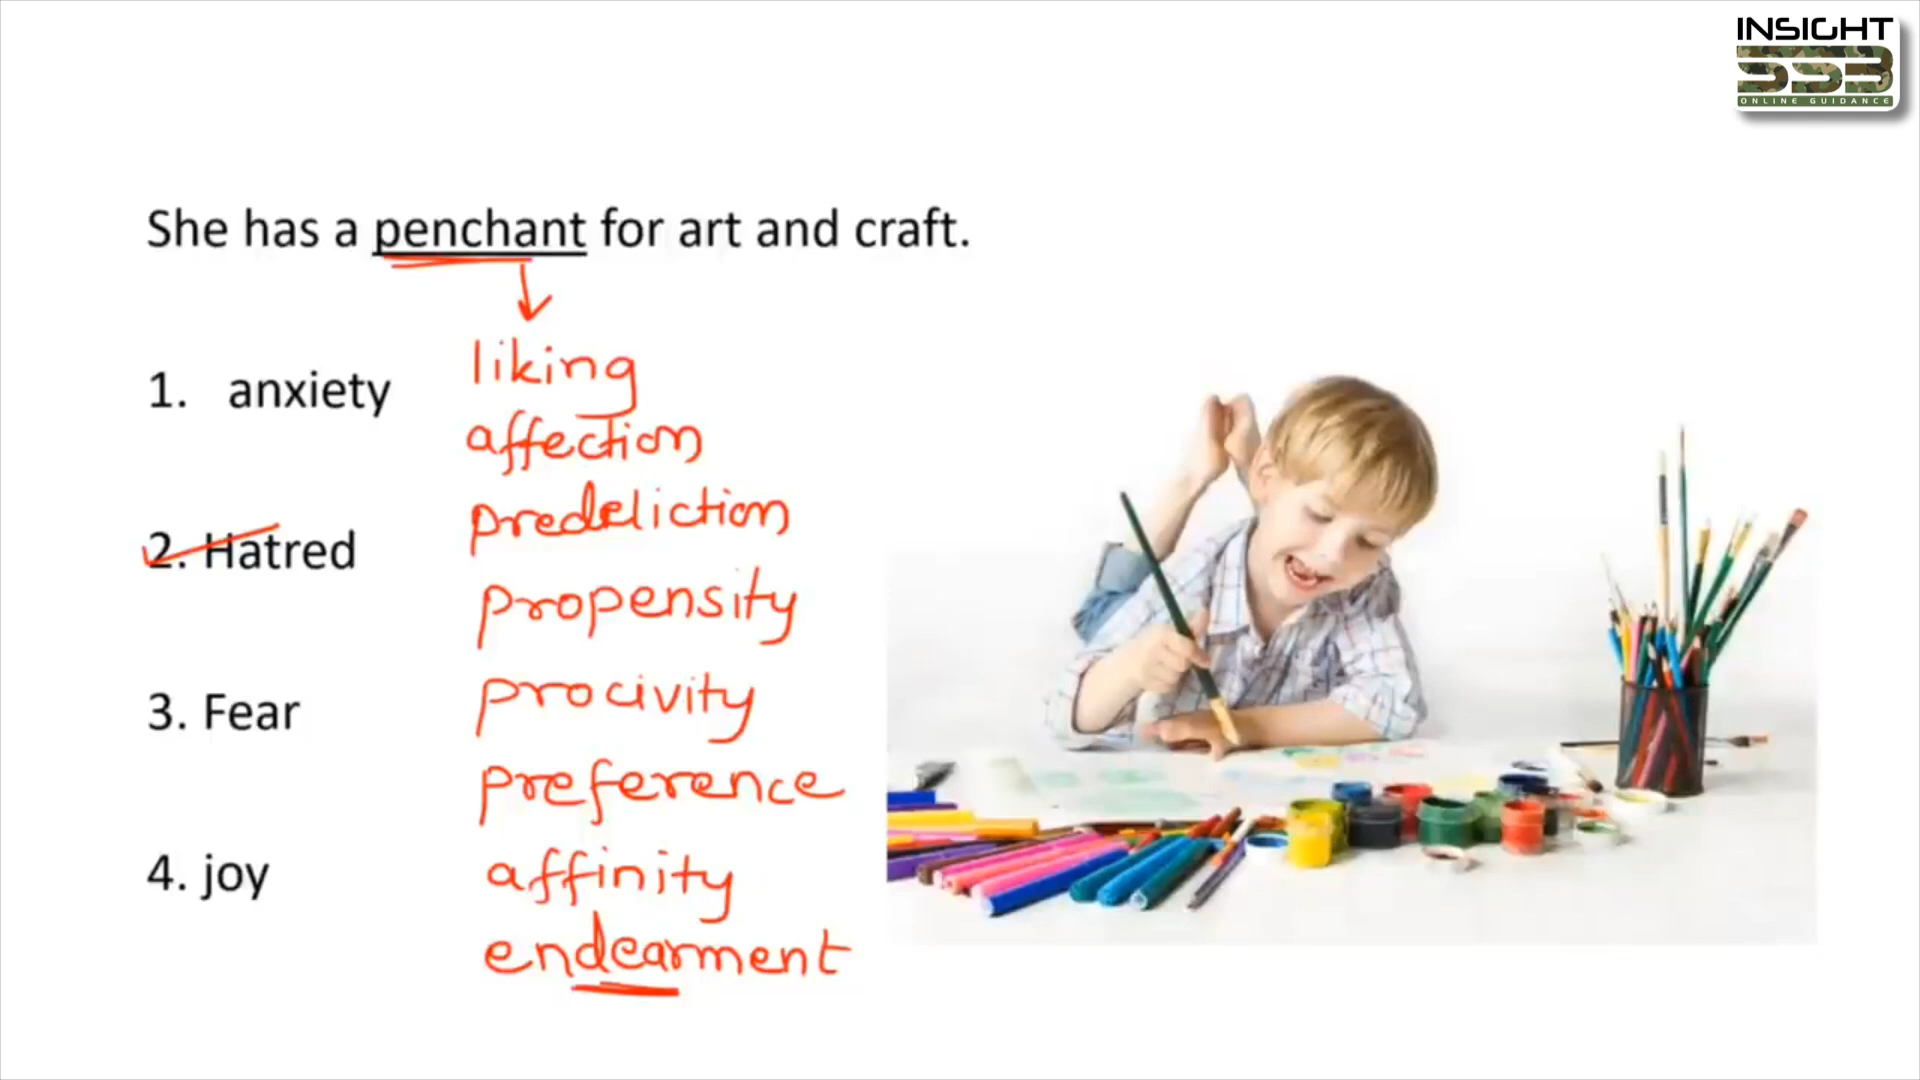 INSIGHT
SSB
ONLINE GUIDANCE
She has a penchant for art and craft.
1. anxiety
2. Hatred
3. Fear
4. joy
liking
affection
predeliction
propensity
procivity
preference
affinity
endearment